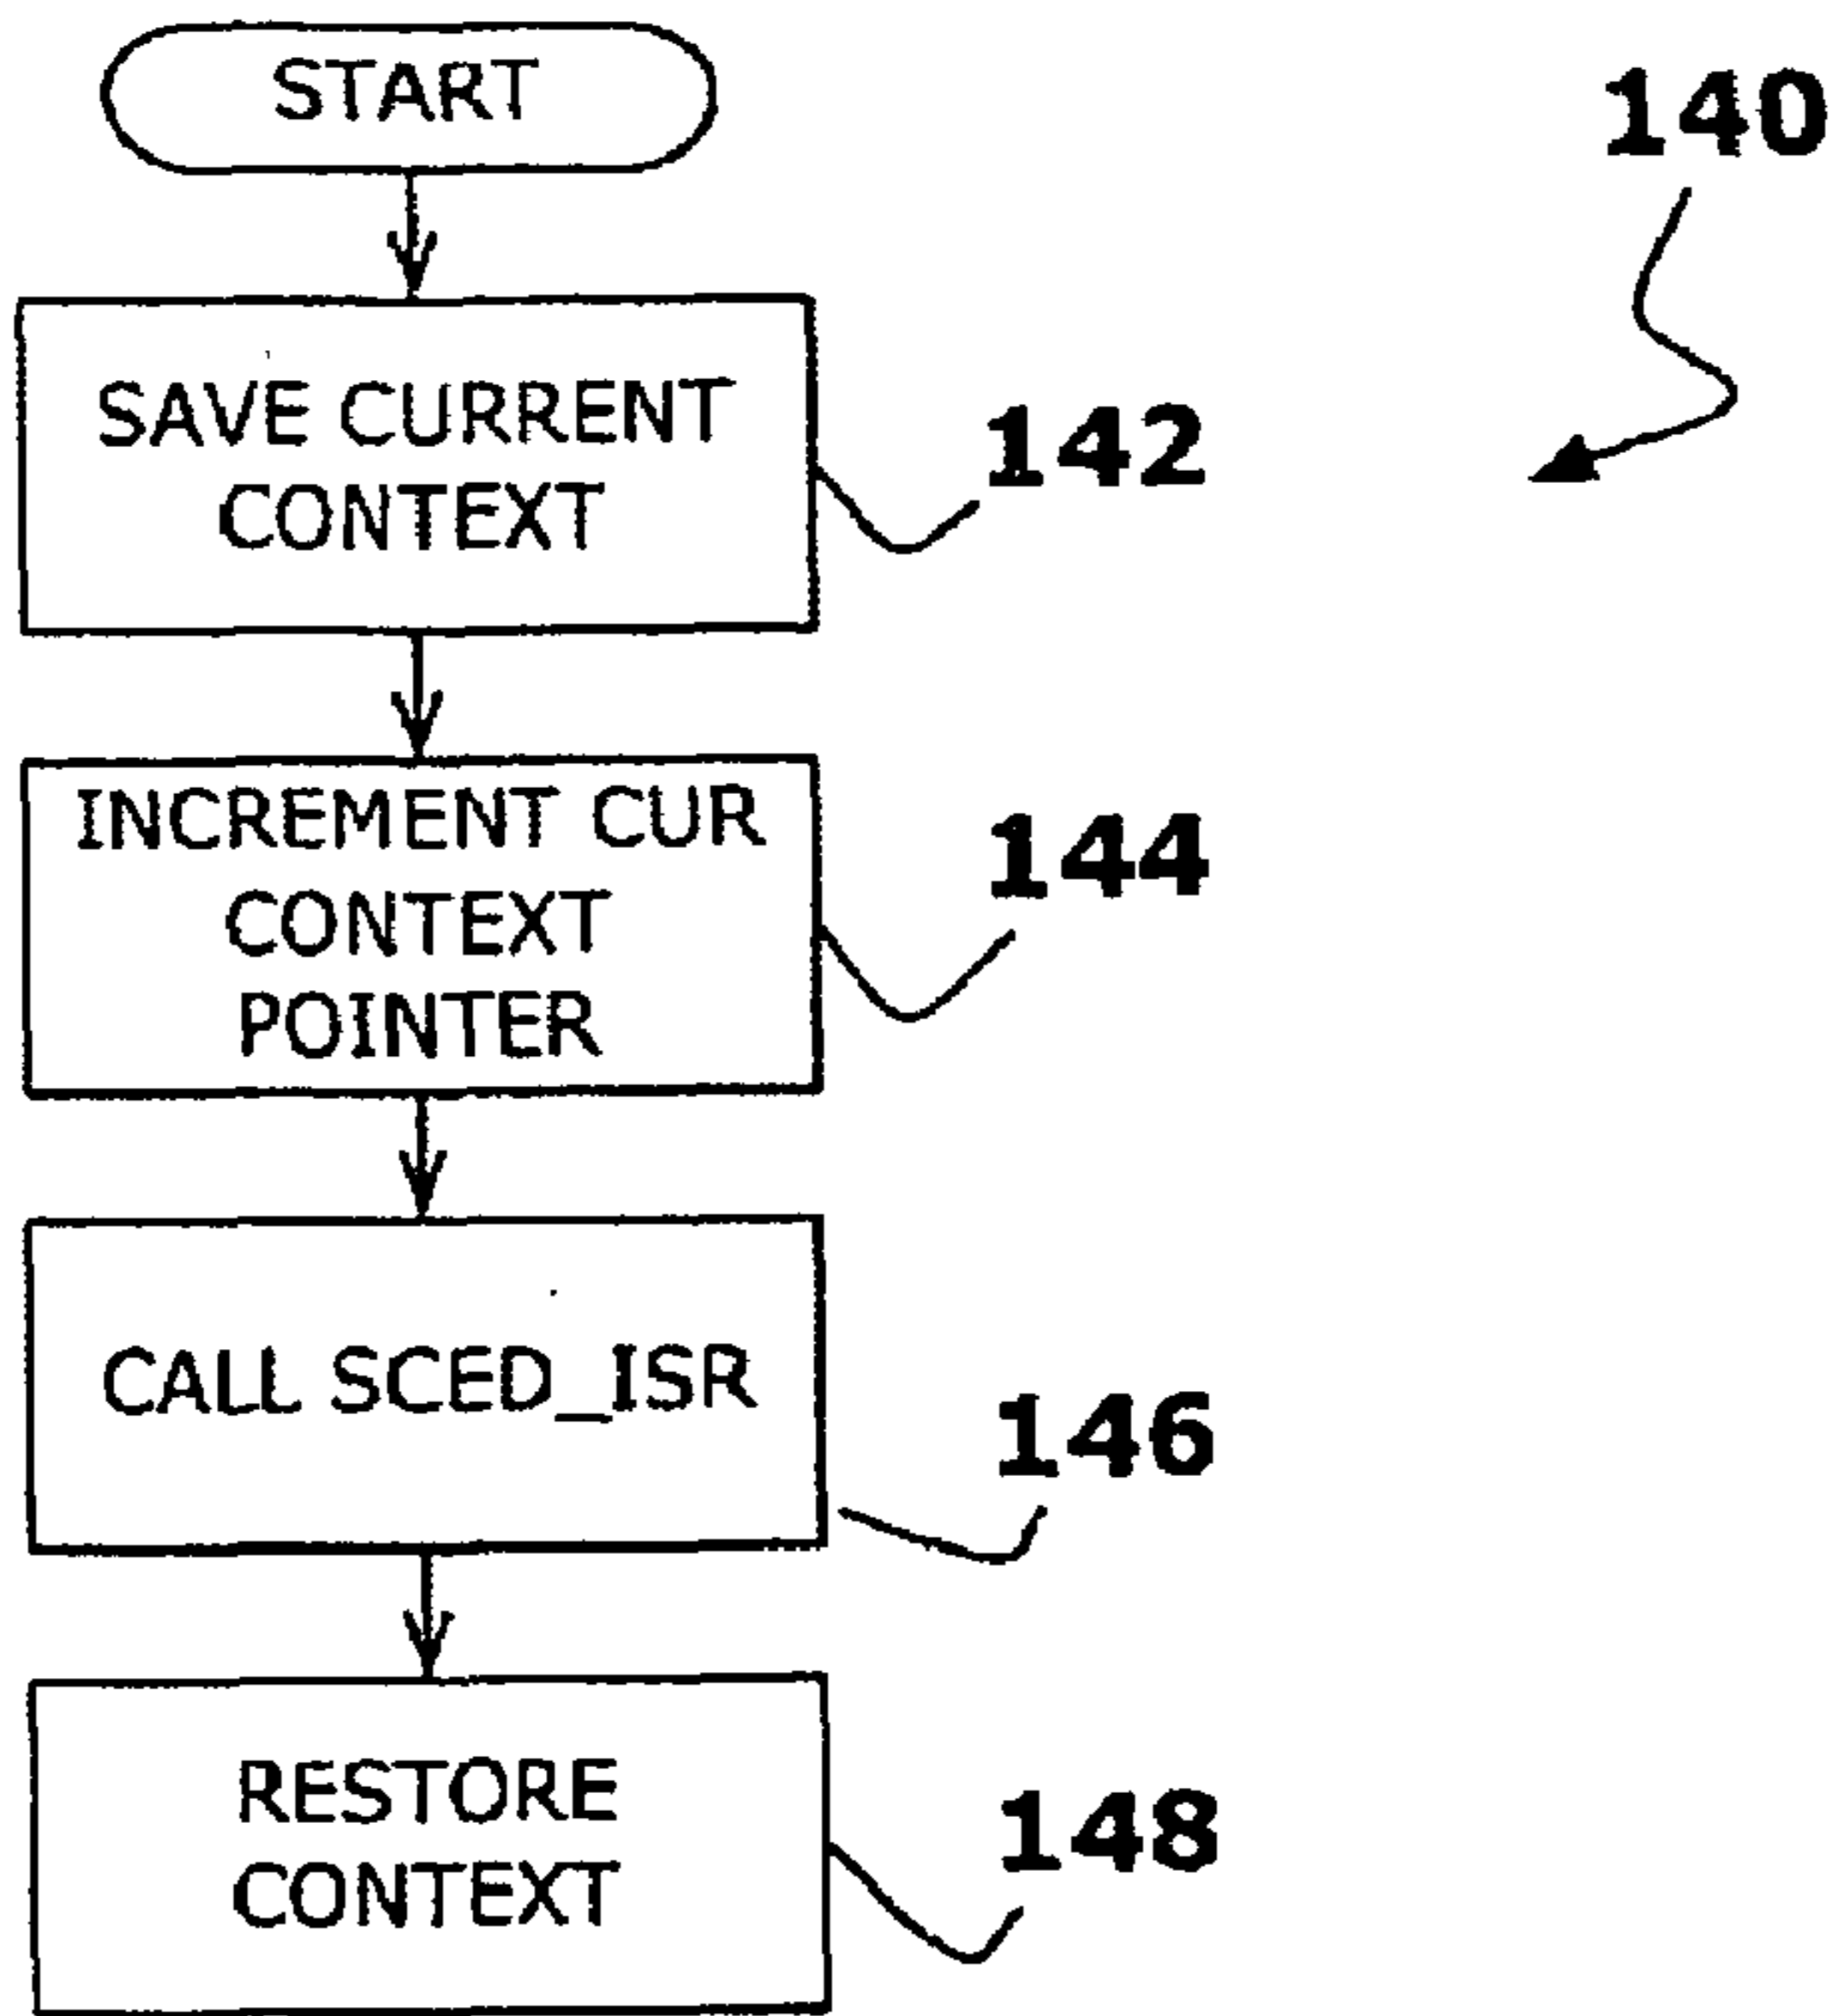 START
140
SAVE CURRENT
CONTEXT
142
INCREMENT CUR
CONTEXT
POINTER
144
CALL SCED_ISR
146
RESTORE
CONTEXT
148